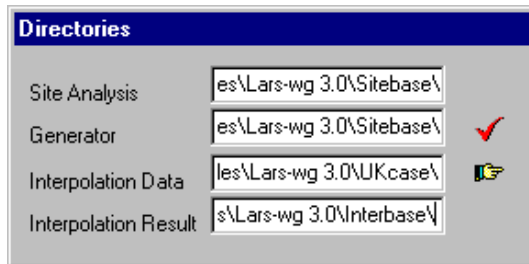 Directories
Site Analysis es\Lars-wg 3.0\Sitebase\
Generator es\Lars-wg 3.0\Sitebase\
Interpolation Data les\Lars-wg 3.0\UKcase\
Interpolation Result s\Lars-wg 3.0\Interbase\